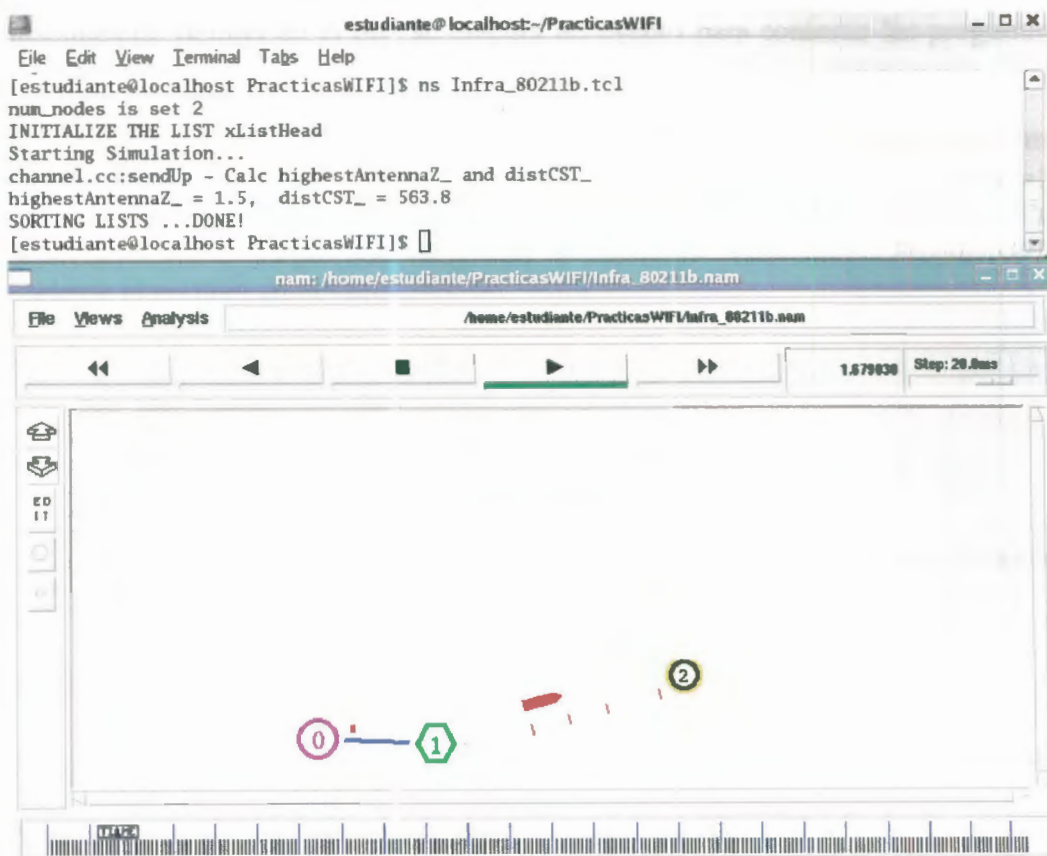 estudiante@localhost:~/PracticasWIFI
File Edit View Terminal Tabs Help
[estudiante@localhost PracticasWIFI]$ ns Infra_80211b.tcl
num_nodes is set 2
INITIALIZE THE LIST xListHead
Starting Simulation...
channel.cc:sendUp - Calc highestAntennaZ_ and distCST_
highestAntennaZ_ = 1.5, distCST_ = 563.8
SORTING LISTS ...DONE!
[estudiante@localhost PracticasWIFI]$
nam: /home/estudiante/PracticasWIFI/Infra_80211b.nam
File Views Analysis /home/estudiante/PracticasWIFI/Infra_80211b.nam
1.679030 Step: 20.0ms
ED
IT
2
0 1
TIME